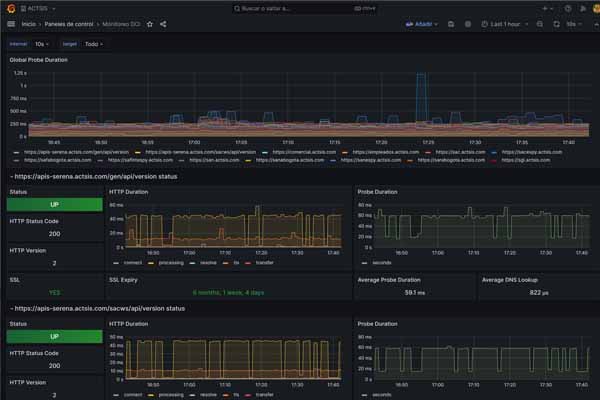 ACTSIS
Buscar o saltar a... ctrl+k
Inicio > Paneles de control > Monitoreo DCI
Añadir Last 1 hour 10s
interval 10s target Todo
Global Probe Duration
1.25 s
1 s
750 ms
500 ms
250 ms
0 ms
16:45 16:50 16:55 17:00 17:05 17:10 17:15 17:20 17:25 17:30 17:35 17:40
https://apis-serena.actsis.com/gen/api/version https://apis-serena.actsis.com/sacws/api/version https://comercial.actsis.com https://empleados.actsis.com https://sac.actsis.com https://sacespy.actsis.com
https://safabogota.actsis.com https://safimespy.actsis.com https://san.actsis.com https://sanabogota.actsis.com https://sanespy.actsis.com https://serbogota.actsis.com https://sgi.actsis.com
~ https://apis-serena.actsis.com/gen/api/version status
Status
UP
HTTP Status Code
200
HTTP Version
2
HTTP Duration
60 ms
40 ms
20 ms
0 ms
16:50 17:00 17:10 17:20 17:30 17:40
connect processing resolve tls transfer
Probe Duration
80 ms
60 ms
40 ms
20 ms
0 ms
16:50 17:00 17:10 17:20 17:30 17:40
seconds
SSL
YES
SSL Expiry
6 months, 1 week, 4 days
Average Probe Duration
59.1 ms
Average DNS Lookup
822 µs
~ https://apis-serena.actsis.com/sacws/api/version status
Status
UP
HTTP Status Code
200
HTTP Version
2
HTTP Duration
50 ms
40 ms
30 ms
20 ms
10 ms
0 ms
16:50 17:00 17:10 17:20 17:30 17:40
connect processing resolve tls transfer
Probe Duration
80 ms
60 ms
40 ms
20 ms
0 ms
16:50 17:00 17:10 17:20 17:30 17:40
seconds